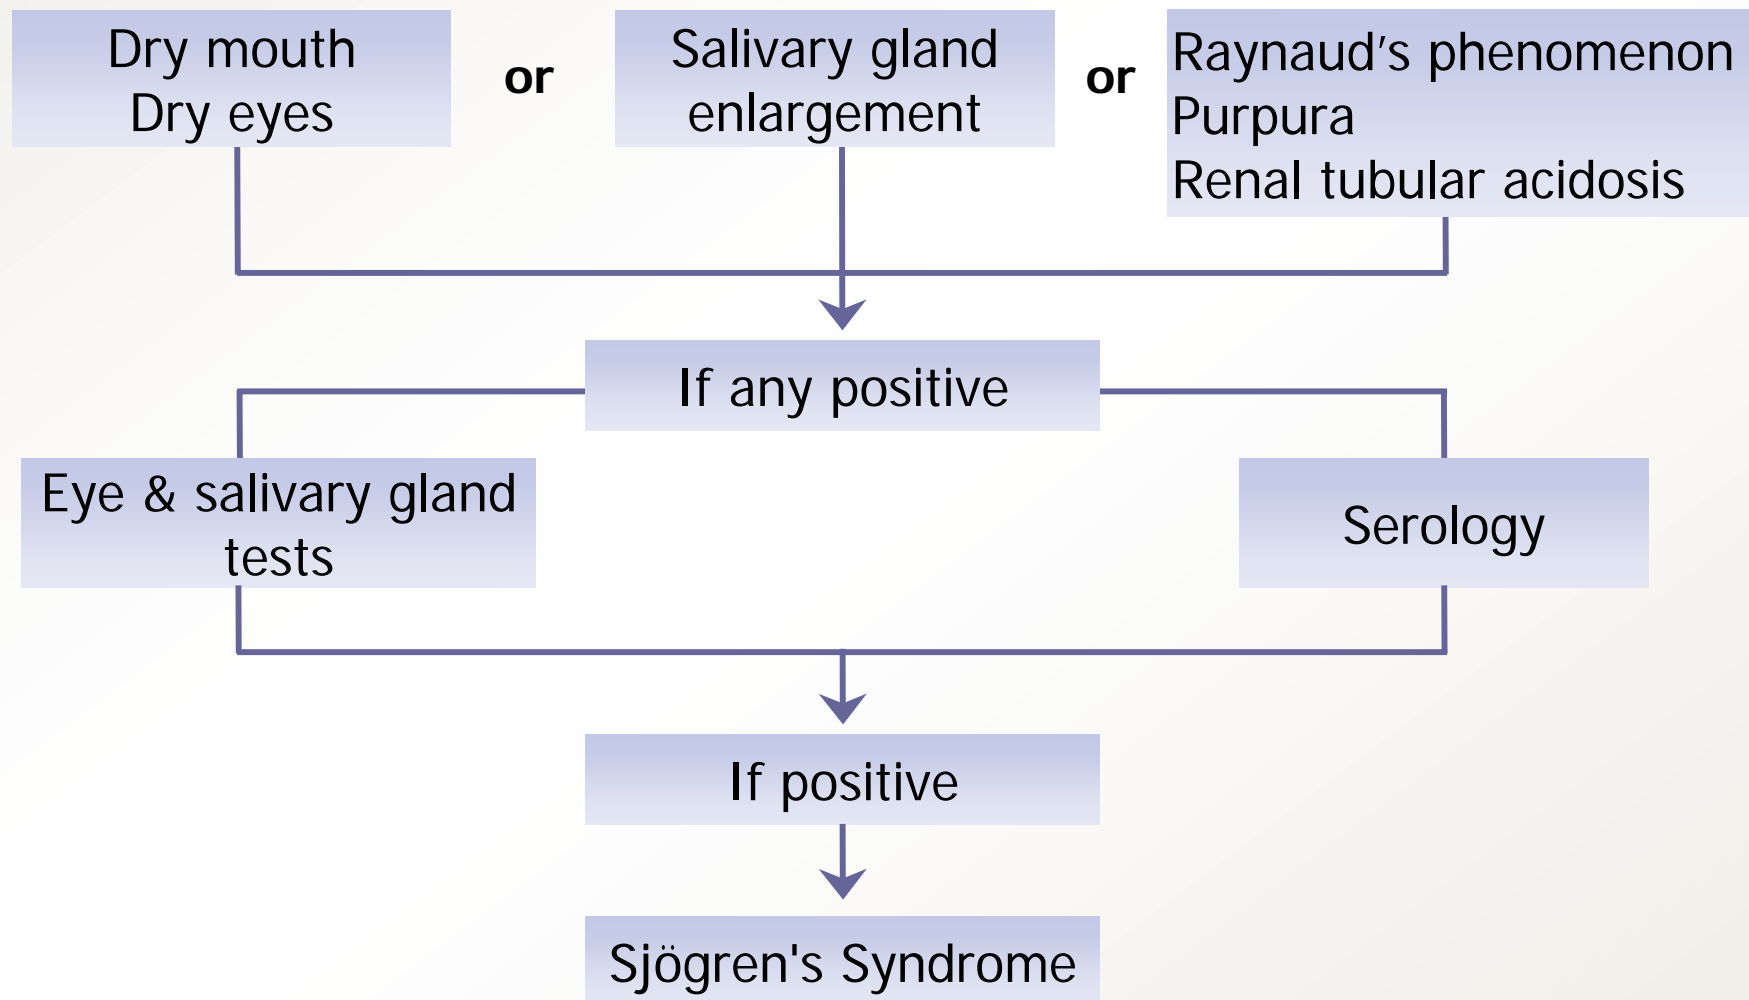 Dry mouth
Dry eyes
or
Salivary gland
enlargement
or
Raynaud's phenomenon
Purpura
Renal tubular acidosis
If any positive
Eye & salivary gland
tests
Serology
If positive
Sjögren's Syndrome